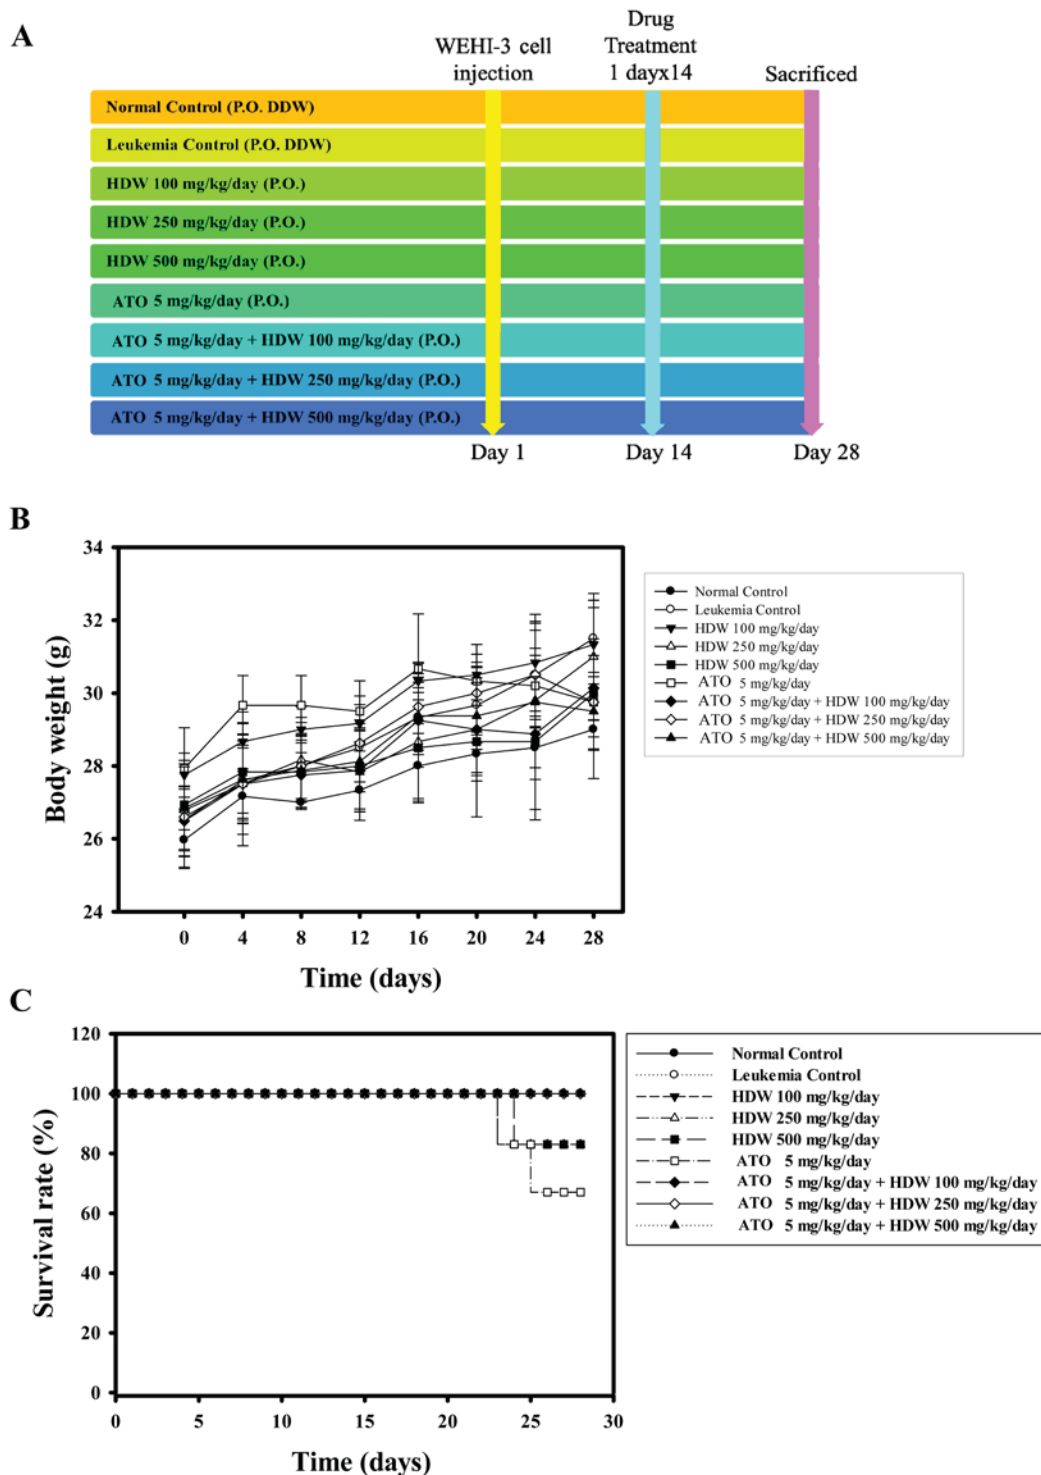 A
WEHI-3 cell
injection
Drug
Treatment
1 dayx14
Sacrificed
Normal Control (P.O. DDW)
Leukemia Control (P.O. DDW)
HDW 100 mg/kg/day (P.O.)
HDW 250 mg/kg/day (P.O.)
HDW 500 mg/kg/day (P.O.)
ATO 5 mg/kg/day (P.O.)
ATO 5 mg/kg/day + HDW 100 mg/kg/day (P.O.)
ATO 5 mg/kg/day + HDW 250 mg/kg/day (P.O.)
ATO 5 mg/kg/day + HDW 500 mg/kg/day (P.O.)
Day 1
Day 14
Day 28
B
Body weight (g)
34
32
30
28
26
24
0 4 8 12 16 20 24 28
Time (days)
Normal Control
Leukemia Control
HDW 100 mg/kg/day
HDW 250 mg/kg/day
HDW 500 mg/kg/day
ATO 5 mg/kg/day
ATO 5 mg/kg/day + HDW 100 mg/kg/day
ATO 5 mg/kg/day + HDW 250 mg/kg/day
ATO 5 mg/kg/day + HDW 500 mg/kg/day
C
Survival rate (%)
120
100
80
60
40
20
0
0 5 10 15 20 25 30
Time (days)
Normal Control
Leukemia Control
HDW 100 mg/kg/day
HDW 250 mg/kg/day
HDW 500 mg/kg/day
ATO 5 mg/kg/day
ATO 5 mg/kg/day + HDW 100 mg/kg/day
ATO 5 mg/kg/day + HDW 250 mg/kg/day
ATO 5 mg/kg/day + HDW 500 mg/kg/day